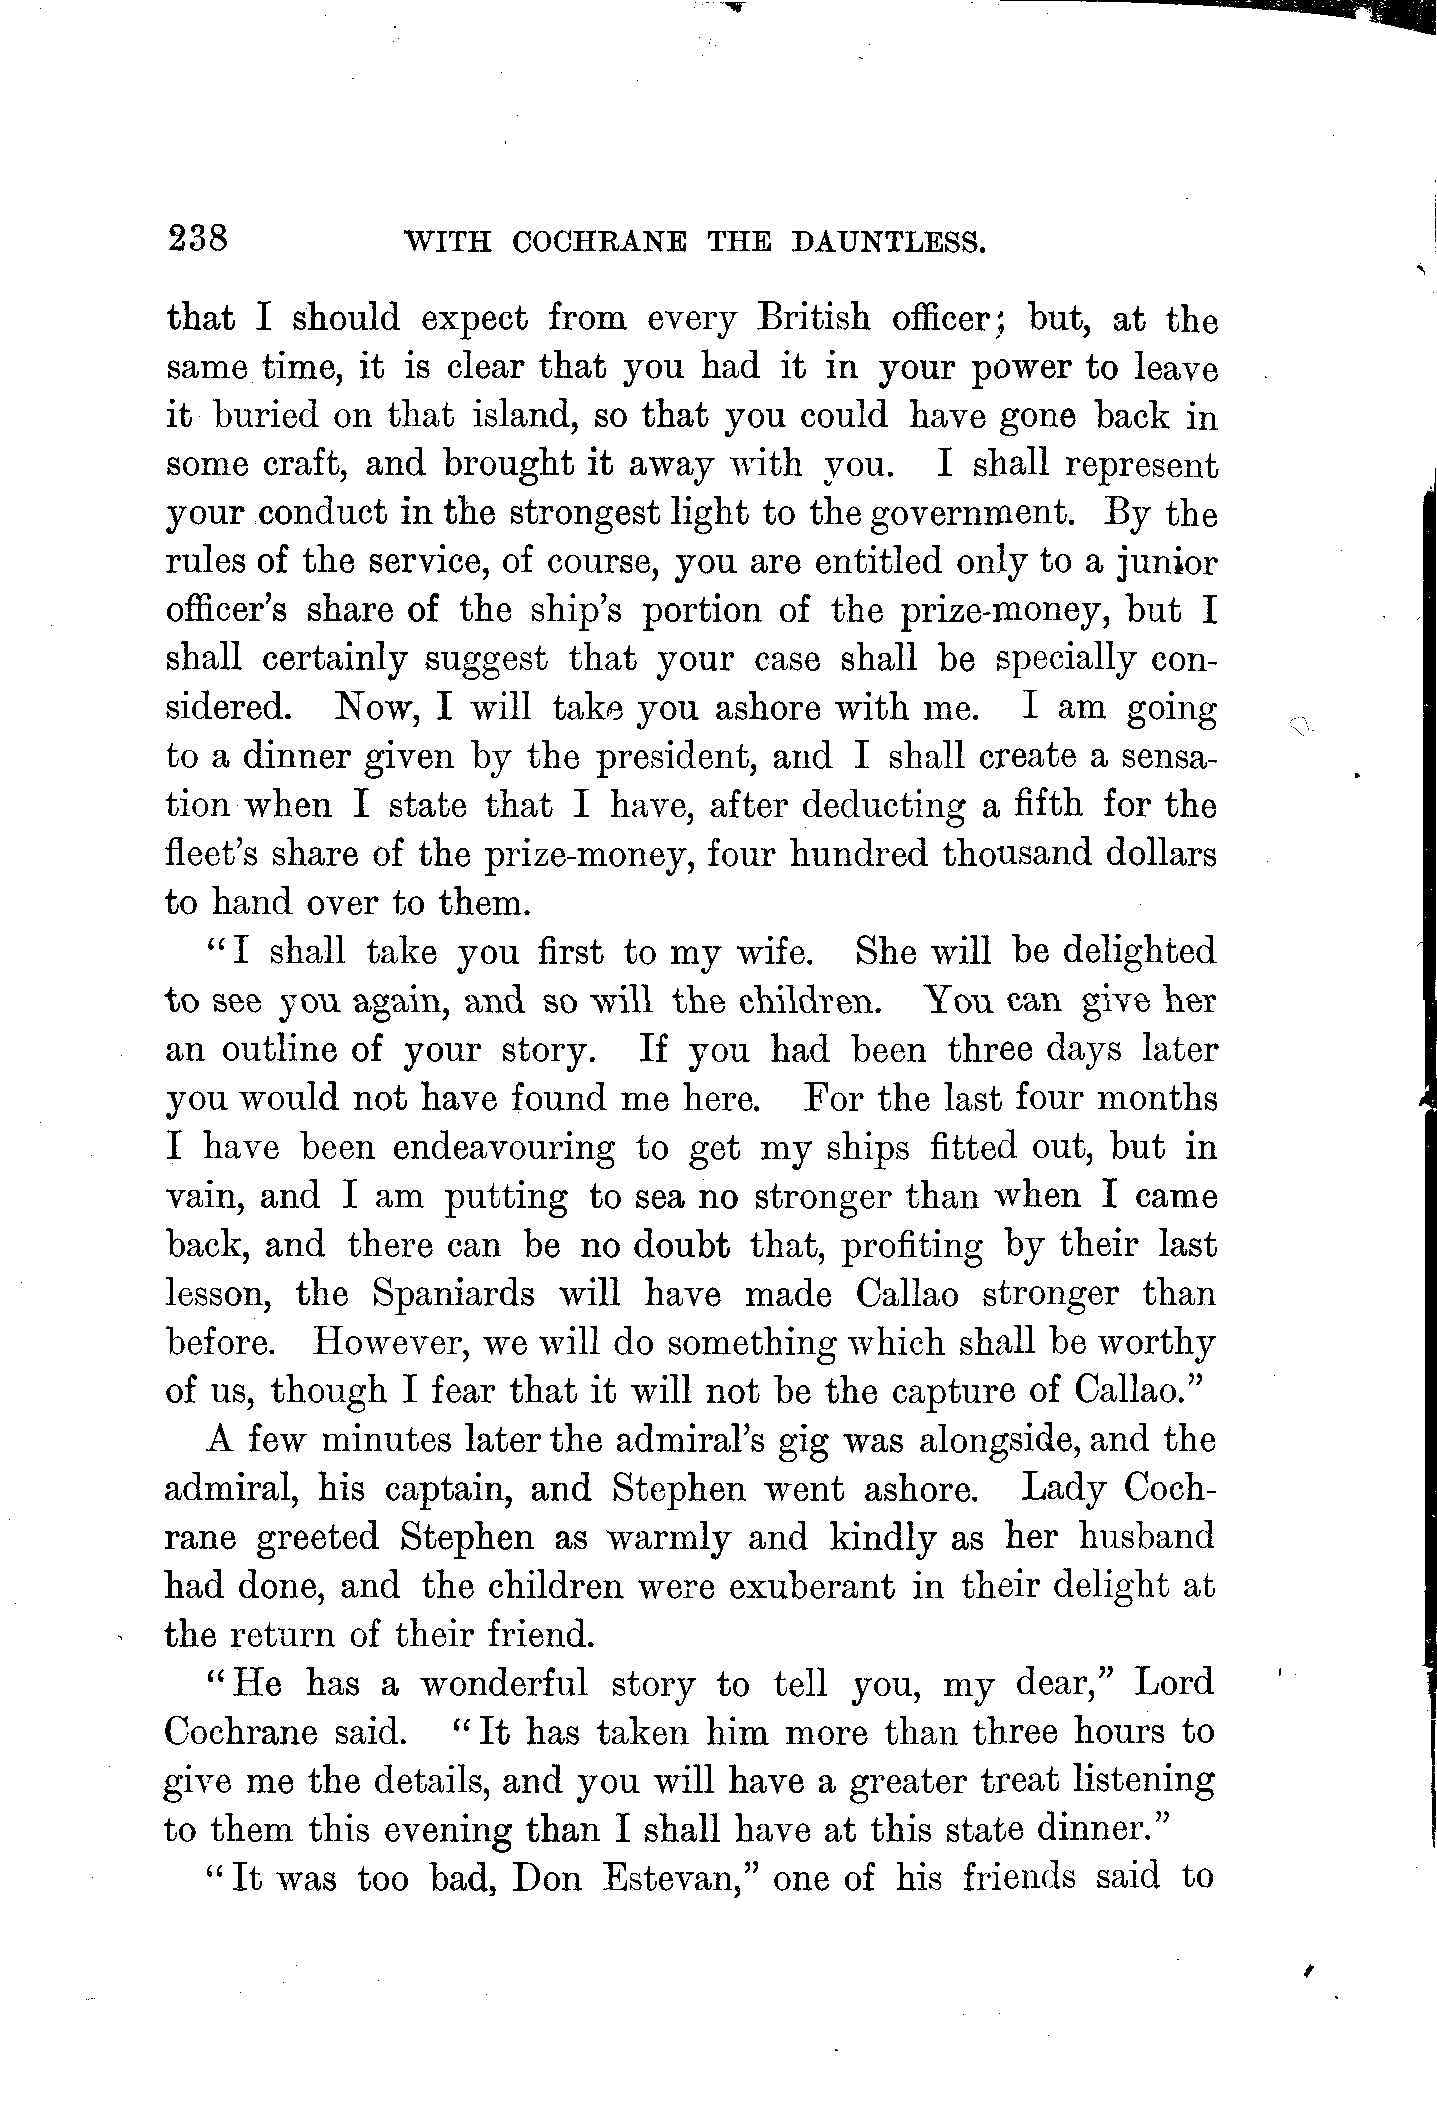 238 WITH COCHRANE THE DAUNTLESS.
that I should expect from every British officer; but, at the
same time, it is clear that you had it in your power to leave
it buried on that island, so that you could have gone back in
some craft, and brought it away with you. I shall represent
your conduct in the strongest light to the government. By the
rules of the service, of course, you are entitled only to a junior
officer's share of the ship's portion of the prize-money, but I
shall certainly suggest that your case shall be specially con-
sidered. Now, I will take you ashore with me. I am going
to a dinner given by the president, and I shall create a sensa-
tion when I state that I have, after deducting a fifth for the
fleet's share of the prize-money, four hundred thousand dollars
to hand over to them.
"I shall take you first to my wife. She will be delighted
to see you again, and so will the children. You can give her
an outline of your story. If you had been three days later
you would not have found me here. For the last four months
I have been endeavouring to get my ships fitted out, but in
vain, and I am putting to sea no stronger than when I came
back, and there can be no doubt that, profiting by their last
lesson, the Spaniards will have made Callao stronger than
before. However, we will do something which shall be worthy
of us, though I fear that it will not be the capture of Callao."
A few minutes later the admiral's gig was alongside, and the
admiral, his captain, and Stephen went ashore. Lady Coch-
rane greeted Stephen as warmly and kindly as her husband
had done, and the children were exuberant in their delight at
the return of their friend.
"He has a wonderful story to tell you, my dear," Lord
Cochrane said. "It has taken him more than three hours to
give me the details, and you will have a greater treat listening
to them this evening than I shall have at this state dinner."
"It was too bad, Don Estevan," one of his friends said to